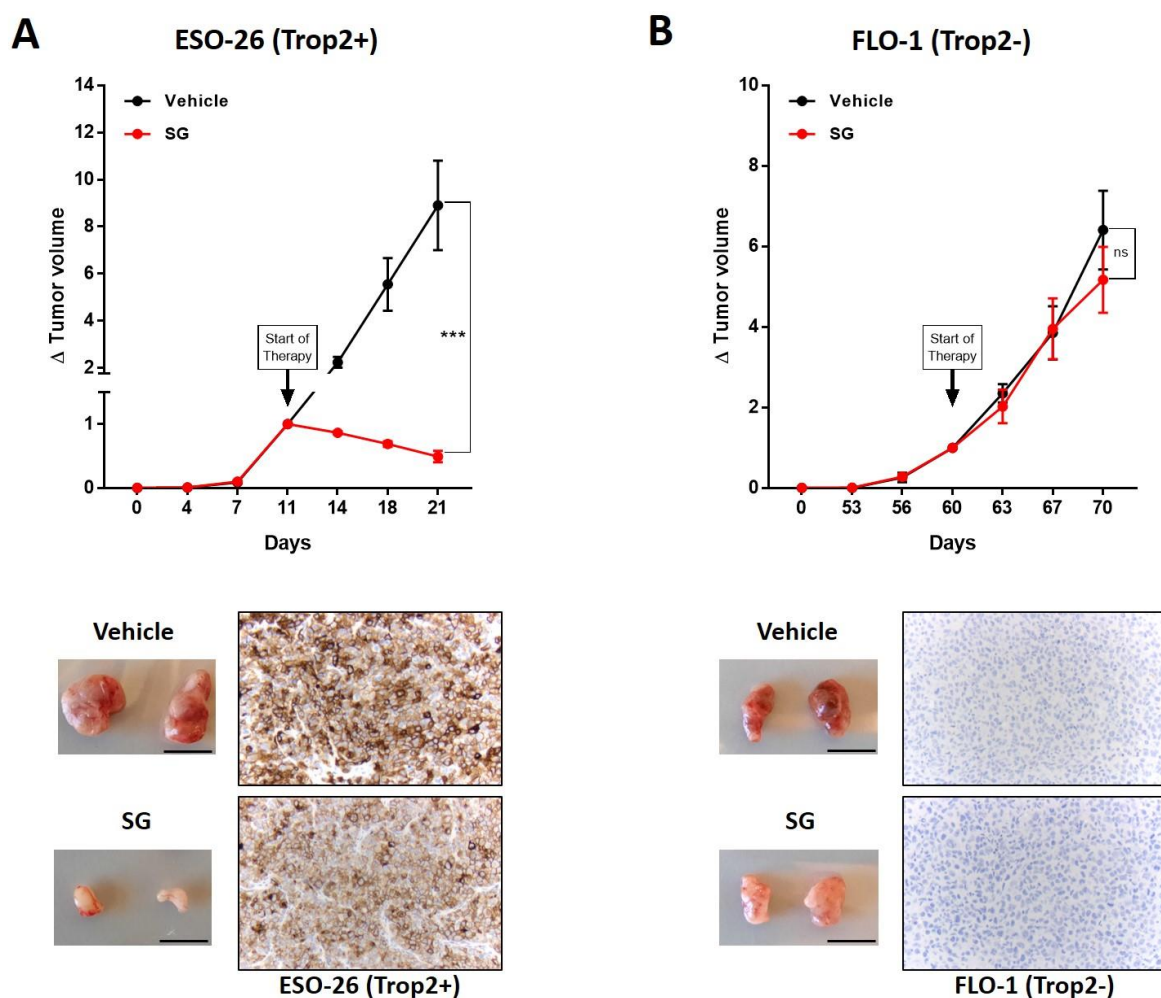 A
ESO-26 (Trop2+)
14
12
10
8
6
4
2
1
0
Δ Tumor volume
Vehicle
SG
Start of
Therapy
***
0 4 7 11 14 18 21
Days
B
FLO-1 (Trop2-)
10
8
6
4
2
0
Δ Tumor volume
Vehicle
SG
Start of
Therapy
ns
0 53 56 60 63 67 70
Days
Vehicle
SG
ESO-26 (Trop2+)
Vehicle
SG
FLO-1 (Trop2-)